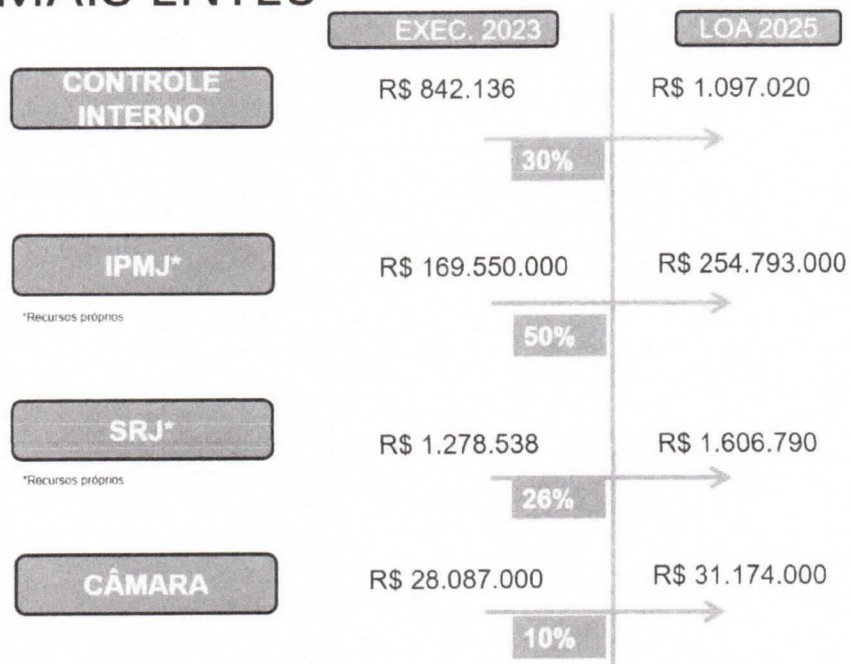 EXEC. 2023
LOA 2025
CONTROLE
INTERNO
R$ 842.136
R$ 1.097.020
30%
IPMJ*
R$ 169.550.000
R$ 254.793.000
*Recursos próprios
50%
SRJ*
R$ 1.278.538
R$ 1.606.790
*Recursos próprios
26%
CÂMARA
R$ 28.087.000
R$ 31.174.000
10%